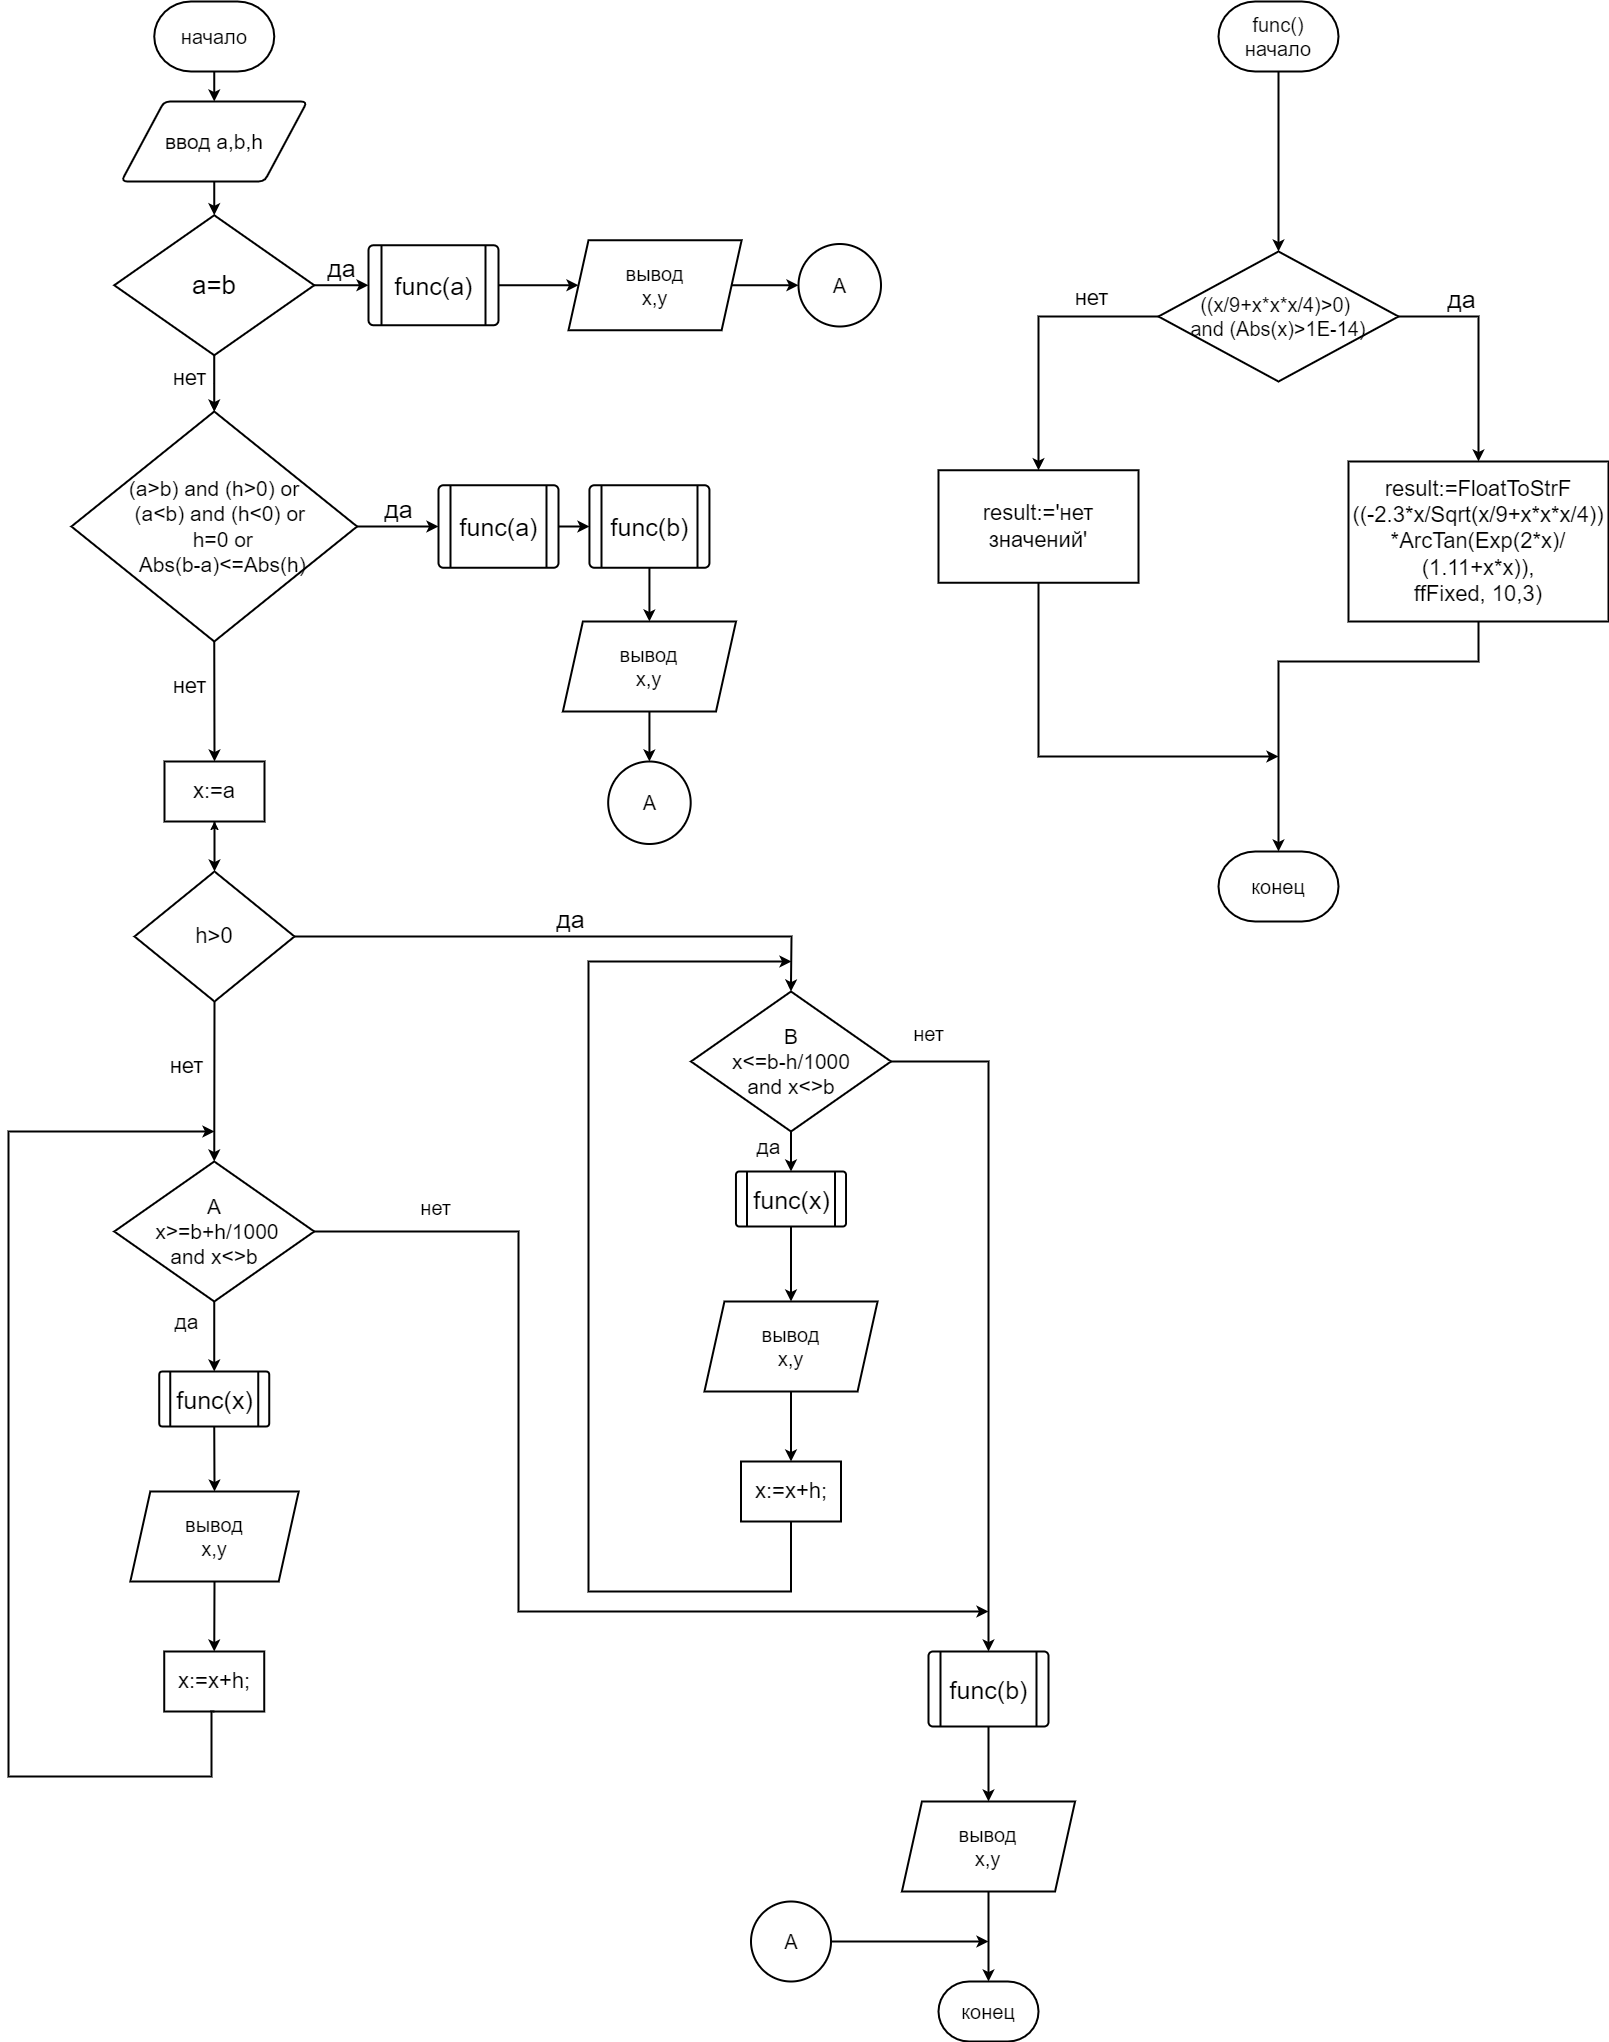 начало
ввод a,b,h
a=b
да
func(a)
вывод
x,y
A
нет
(a>b) and (h>0) or
(a<b) and (h<0) or
h=0 or
Abs(b-a)<=Abs(h)
да
func(a)
func(b)
вывод
x,y
A
нет
x:=a
h>0
да
нет
B
x<=b-h/1000
and x<>b
нет
да
func(x)
вывод
x,y
x:=x+h;
A
x>=b+h/1000
and x<>b
нет
да
func(x)
вывод
x,y
x:=x+h;
func(b)
вывод
x,y
A
конец
func()
начало
((x/9+x*x*x/4)>0)
and (Abs(x)>1E-14)
нет
да
result:='нет
значений'
result:=FloatToStrF
((-2.3*x/Sqrt(x/9+x*x*x/4))
*ArcTan(Exp(2*x)/
(1.11+x*x)),
ffFixed, 10,3)
конец